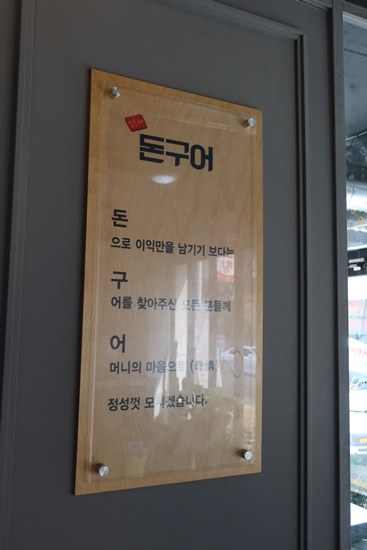 돈구어
돈
으로 이익만을 남기기 보다는
구
어를 찾아주신 모든 분들께
어
머니의 마음으로
정성껏 모시겠습니다.